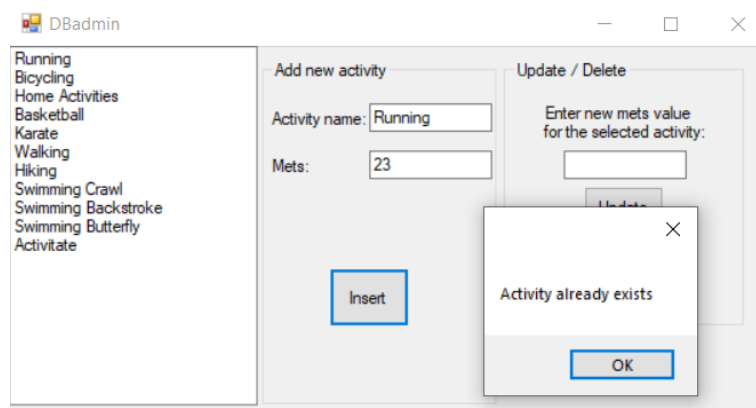 DBadmin
Running
Bicycling
Home Activities
Basketball
Karate
Walking
Hiking
Swimming Crawl
Swimming Backstroke
Swimming Butterfly
Activitate
Add new activity
Activity name: Running
Mets: 23
Insert
Update / Delete
Enter new mets value
for the selected activity:
Update
Activity already exists
OK